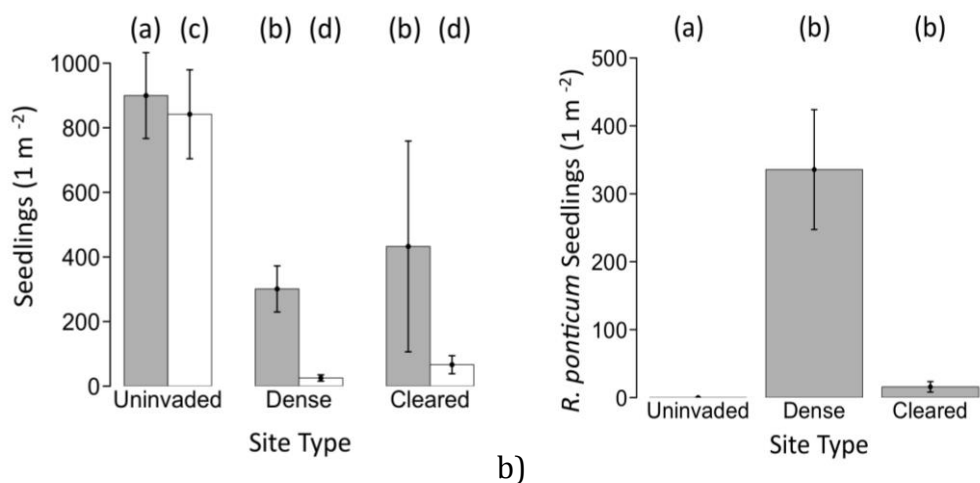 (a) (c) (b) (d) (b) (d)
1000
800
600
400
200
0
Seedlings (1 m -2)
Uninvaded Dense Cleared
Site Type
b)
(a) (b) (b)
500
400
300
200
100
0
R. ponticum Seedlings (1 m -2)
Uninvaded Dense Cleared
Site Type